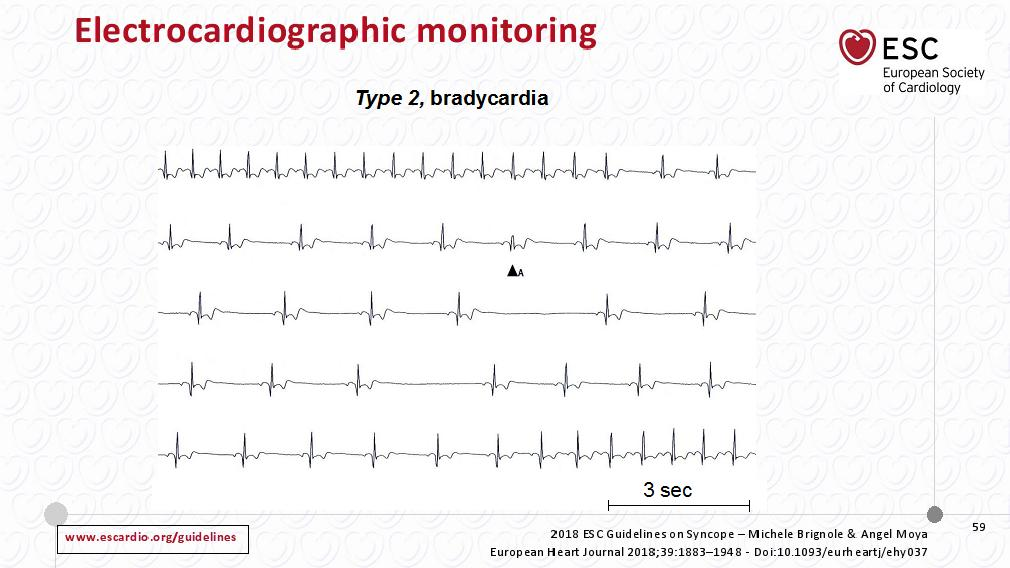 Electrocardiographic monitoring
ESC
European Society
of Cardiology
Type 2, bradycardia
A
3 sec
59
www.escardio.org/guidelines
2018 ESC Guidelines on Syncope – Michele Brignole & Angel Moya
European Heart Journal 2018;39:1883–1948 - Doi:10.1093/eurheartj/ehy037